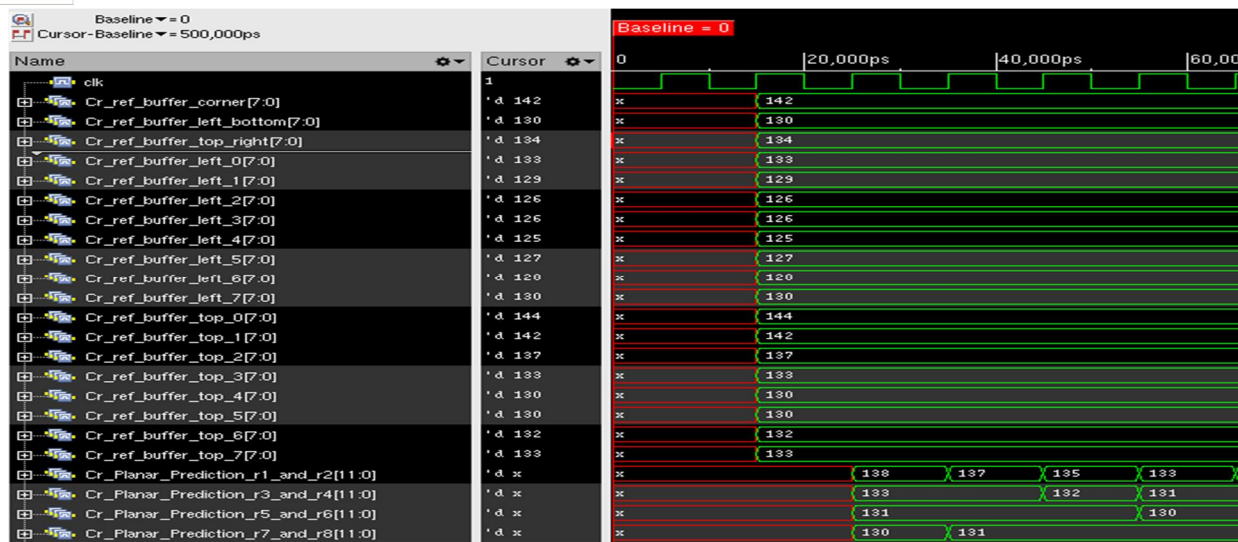 Baseline ▾ = 0
Cursor-Baseline ▾ = 500,000ps
Baseline = 0
Name Cursor 0 20,000ps 40,000ps 60,00
clk 1
Cr_ref_buffer_corner[7:0] 'd 142 x 142
Cr_ref_buffer_left_bottom[7:0] 'd 130 x 130
Cr_ref_buffer_top_right[7:0] 'd 134 x 134
Cr_ref_buffer_left_0[7:0] 'd 133 x 133
Cr_ref_buffer_left_1[7:0] 'd 129 x 129
Cr_ref_buffer_left_2[7:0] 'd 126 x 126
Cr_ref_buffer_left_3[7:0] 'd 126 x 126
Cr_ref_buffer_left_4[7:0] 'd 125 x 125
Cr_ref_buffer_left_5[7:0] 'd 127 x 127
Cr_ref_buffer_left_6[7:0] 'd x
Cr_ref_buffer_left_7[7:0] 'd 130 x 130
Cr_ref_buffer_top_0[7:0] 'd 144 x 144
Cr_ref_buffer_top_1[7:0] 'd 142 x 142
Cr_ref_buffer_top_2[7:0] 'd 137 x 137
Cr_ref_buffer_top_3[7:0] 'd 133 x 133
Cr_ref_buffer_top_4[7:0] 'd 130 x 130
Cr_ref_buffer_top_5[7:0] 'd 130 x 130
Cr_ref_buffer_top_6[7:0] 'd 132 x 132
Cr_ref_buffer_top_7[7:0] 'd 133 x 133
Cr_Planar_Prediction_r1_and_r2[11:0] 'd x x 138 137 135 133
Cr_Planar_Prediction_r3_and_r4[11:0] 'd x x 133 132 131
Cr_Planar_Prediction_r5_and_r6[11:0] 'd x x 131 130
Cr_Planar_Prediction_r7_and_r8[11:0] 'd x x 130 131